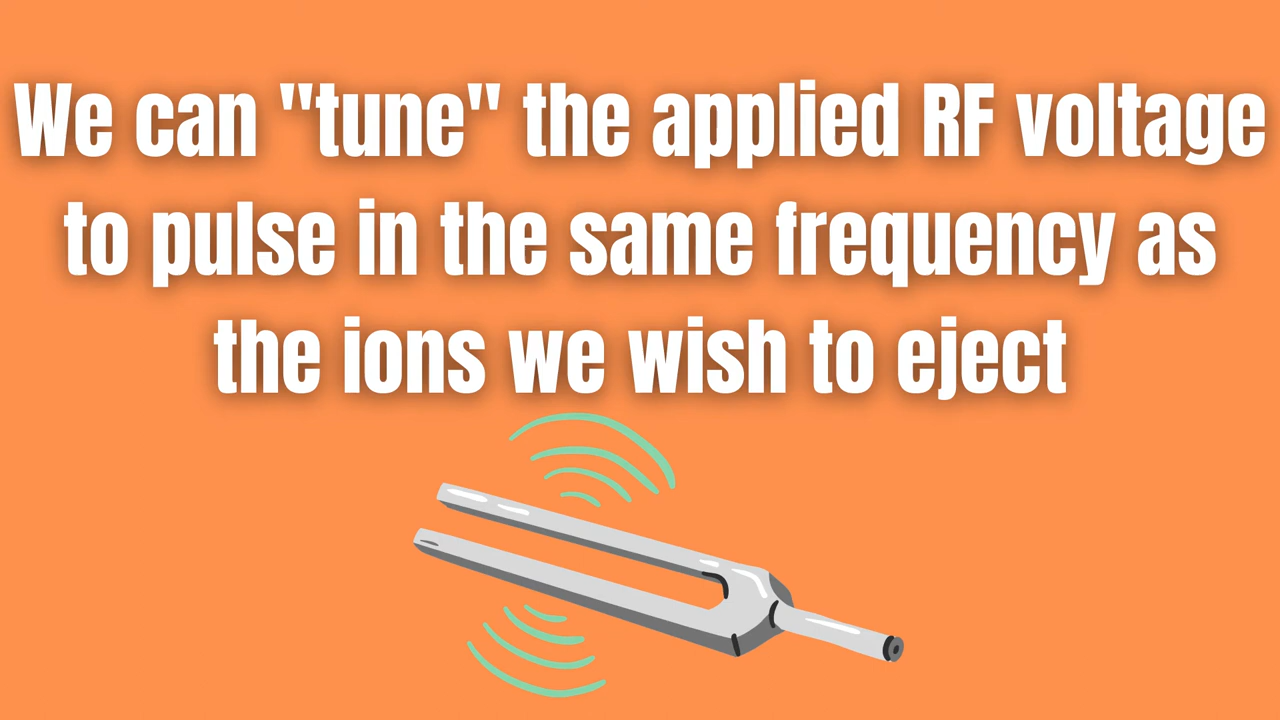 We can "tune" the applied RF voltage
to pulse in the same frequency as
the ions we wish to eject